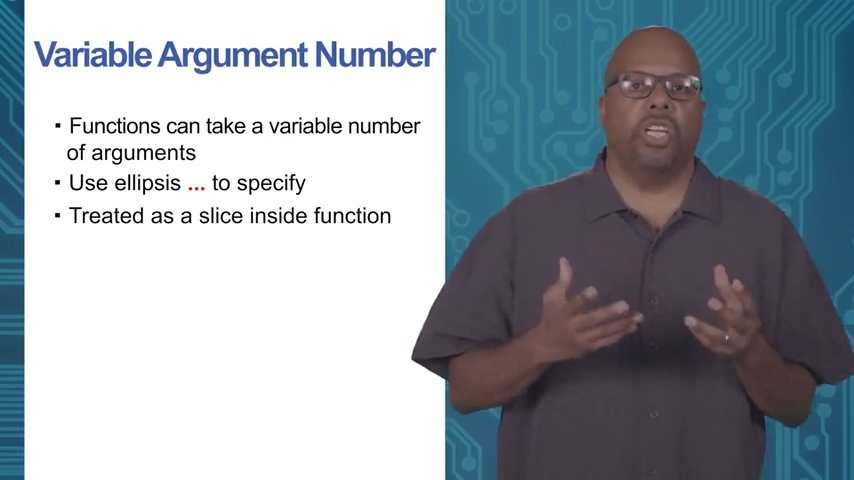 Variable Argument Number
▪ Functions can take a variable number
of arguments
▪ Use ellipsis ... to specify
▪ Treated as a slice inside function